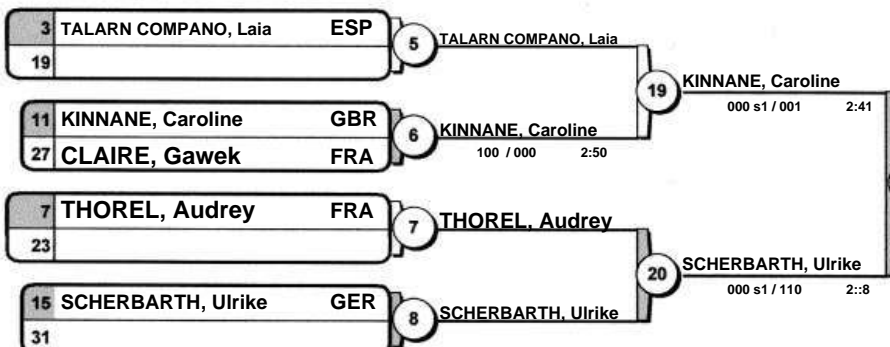 3 TALARN COMPANO, Laia ESP
19
5
TALARN COMPANO, Laia
11 KINNANE, Caroline GBR
27 CLAIRE, Gawek FRA
6
KINNANE, Caroline
100 / 000 2:50
19
KINNANE, Caroline
000 s1 / 001 2:41
7 THOREL, Audrey FRA
23
7
THOREL, Audrey
15 SCHERBARTH, Ulrike GER
31
8
SCHERBARTH, Ulrike
20
SCHERBARTH, Ulrike
000 s1 / 110 2::8